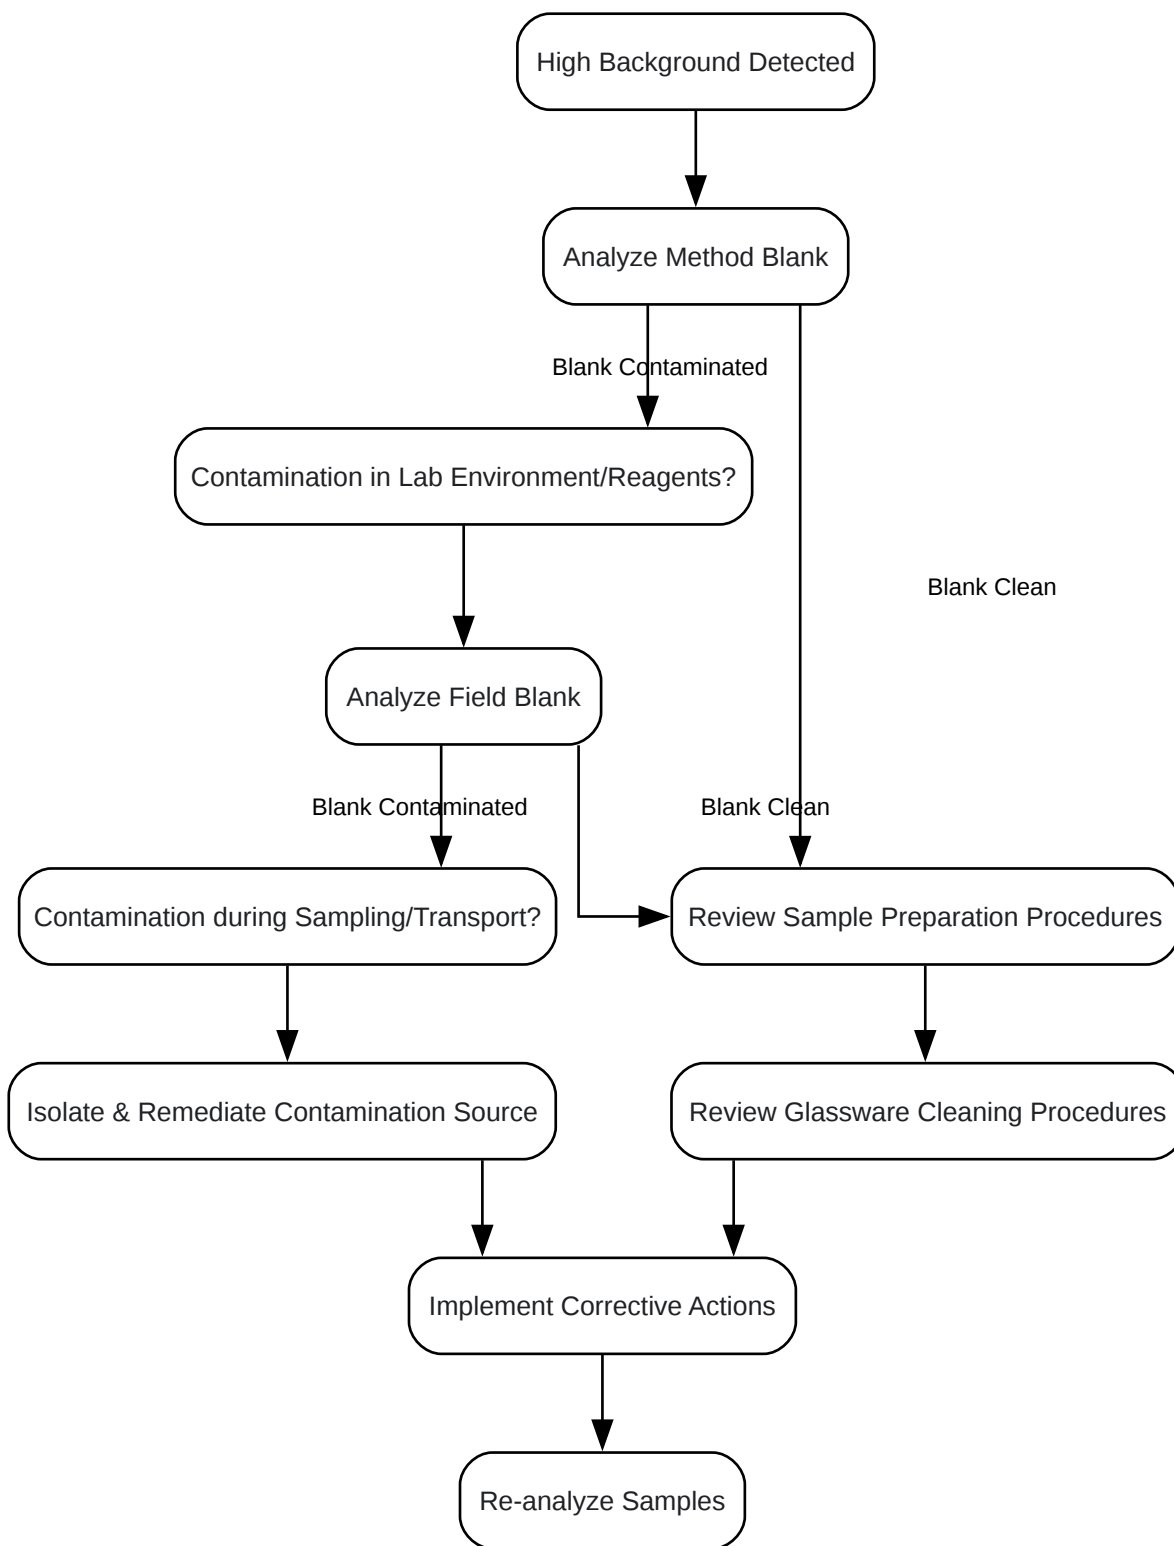 High Background Detected
Analyze Method Blank
Blank Contaminated
Contamination in Lab Environment/Reagents?
Blank Clean
Analyze Field Blank
Blank Contaminated
Blank Clean
Contamination during Sampling/Transport?
Review Sample Preparation Procedures
Isolate & Remediate Contamination Source
Review Glassware Cleaning Procedures
Implement Corrective Actions
Re-analyze Samples